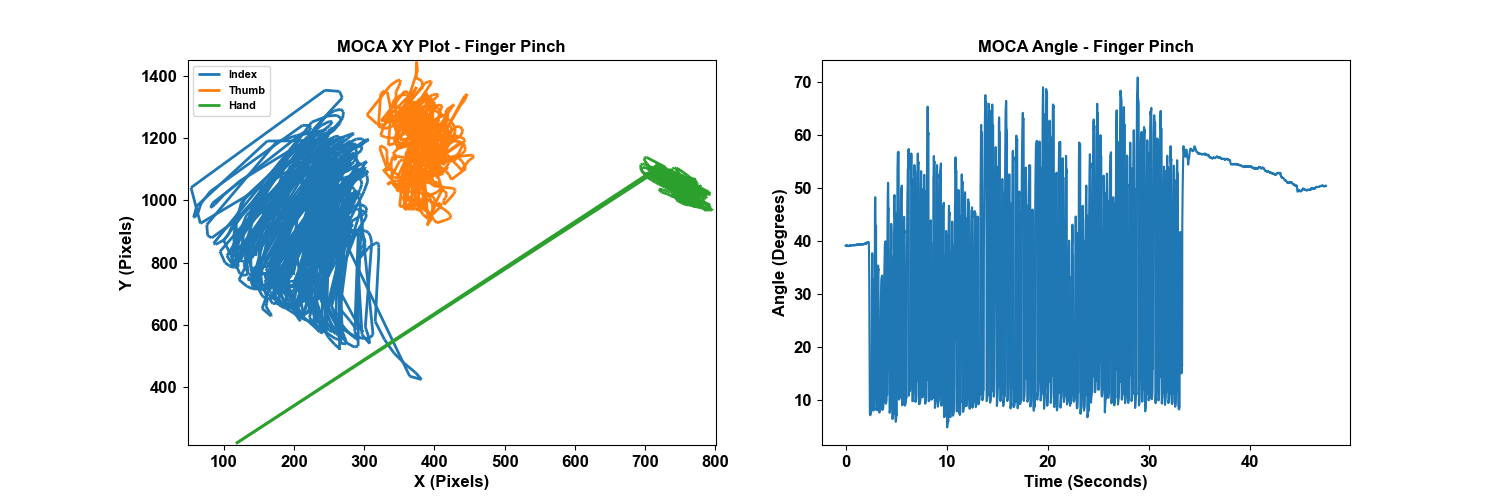 MOCA XY Plot - Finger Pinch
Index
Thumb
Hand
1400
1200
1000
800
600
400
Y (Pixels)
100 200 300 400 500 600 700 800
X (Pixels)
MOCA Angle - Finger Pinch
70
60
50
40
30
20
10
Angle (Degrees)
0 10 20 30 40
Time (Seconds)